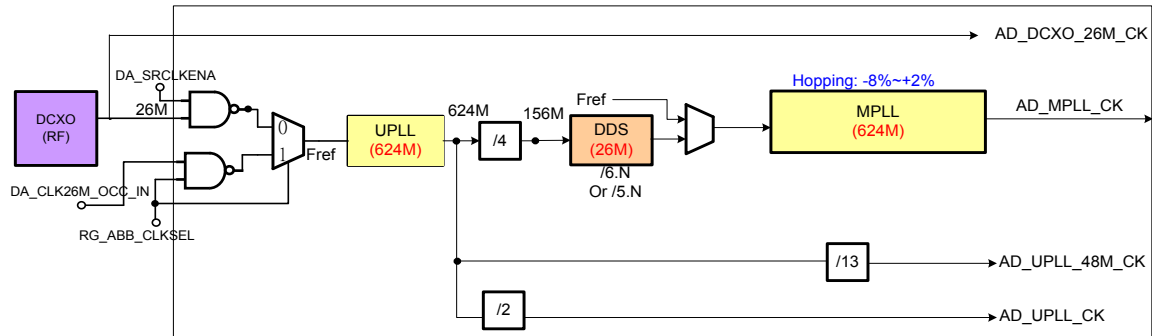 AD_DCXO_26M_CK
DA_SRCLKENA
Hopping: -8%~+2%
DCXO
(RF)
26M
0
1
Fref
UPLL
(624M)
624M
/4
156M
Fref
DDS
(26M)
/6.N
Or /5.N
MPLL
(624M)
AD_MPLL_CK
DA_CLK26M_OCC_IN
RG_ABB_CLKSEL
/13
AD_UPLL_48M_CK
/2
AD_UPLL_CK